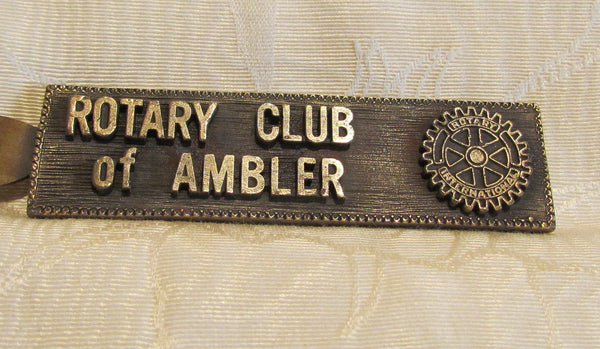 ROTARY CLUB
of AMBLER
ROTARY
INTERNATIONAL